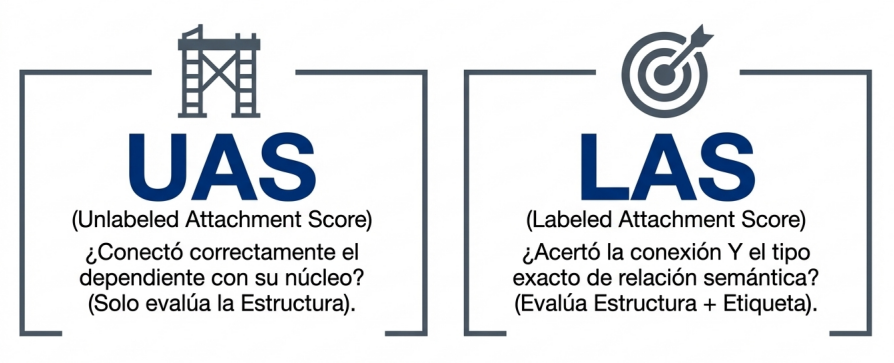 UAS
(Unlabeled Attachment Score)
¿Conectó correctamente el
dependiente con su núcleo?
(Solo evalúa la Estructura).
LAS
(Labeled Attachment Score)
¿Acertó la conexión Y el tipo
exacto de relación semántica?
(Evalúa Estructura + Etiqueta).